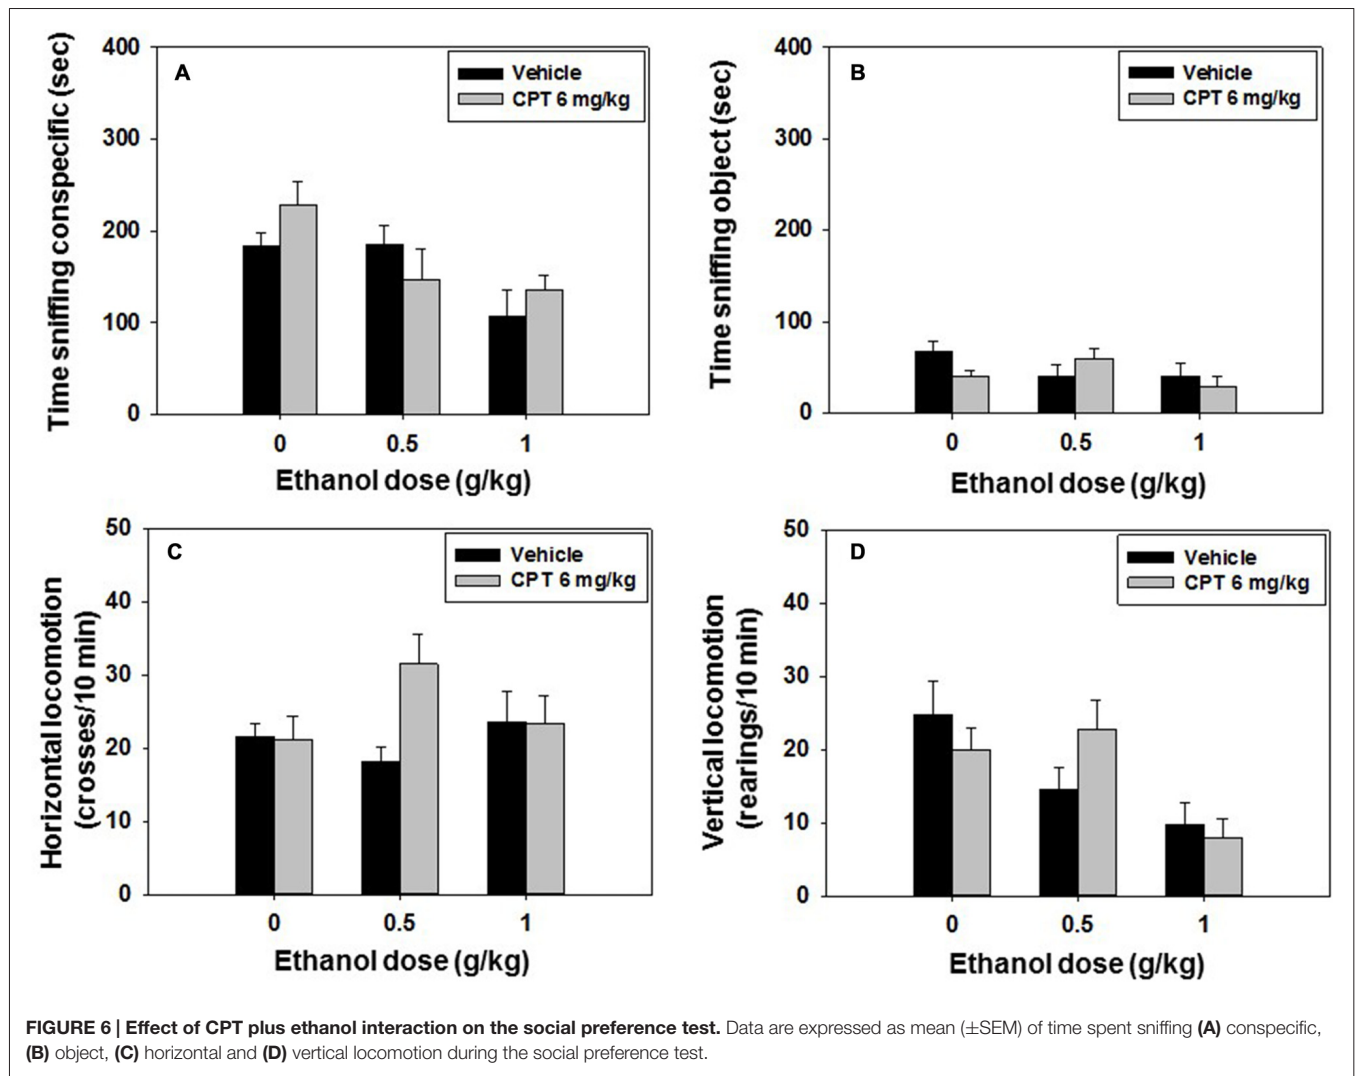 Time sniffing conspecific (sec)
400
300
200
100
0
A
Vehicle
CPT 6 mg/kg
0 0.5 1
Ethanol dose (g/kg)
Time sniffing object (sec)
400
300
200
100
0
B
Vehicle
CPT 6 mg/kg
0 0.5 1
Ethanol dose (g/kg)
Horizontal locomotion
(crosses/10 min)
50
40
30
20
10
0
C
Vehicle
CPT 6 mg/kg
0 0.5 1
Ethanol dose (g/kg)
Vertical locomotion
(rearings/10 min)
50
40
30
20
10
0
D
Vehicle
CPT 6 mg/kg
0 0.5 1
Ethanol dose (g/kg)
FIGURE 6 | Effect of CPT plus ethanol interaction on the social preference test. Data are expressed as mean (±SEM) of time spent sniffing (A) conspecific,
(B) object, (C) horizontal and (D) vertical locomotion during the social preference test.